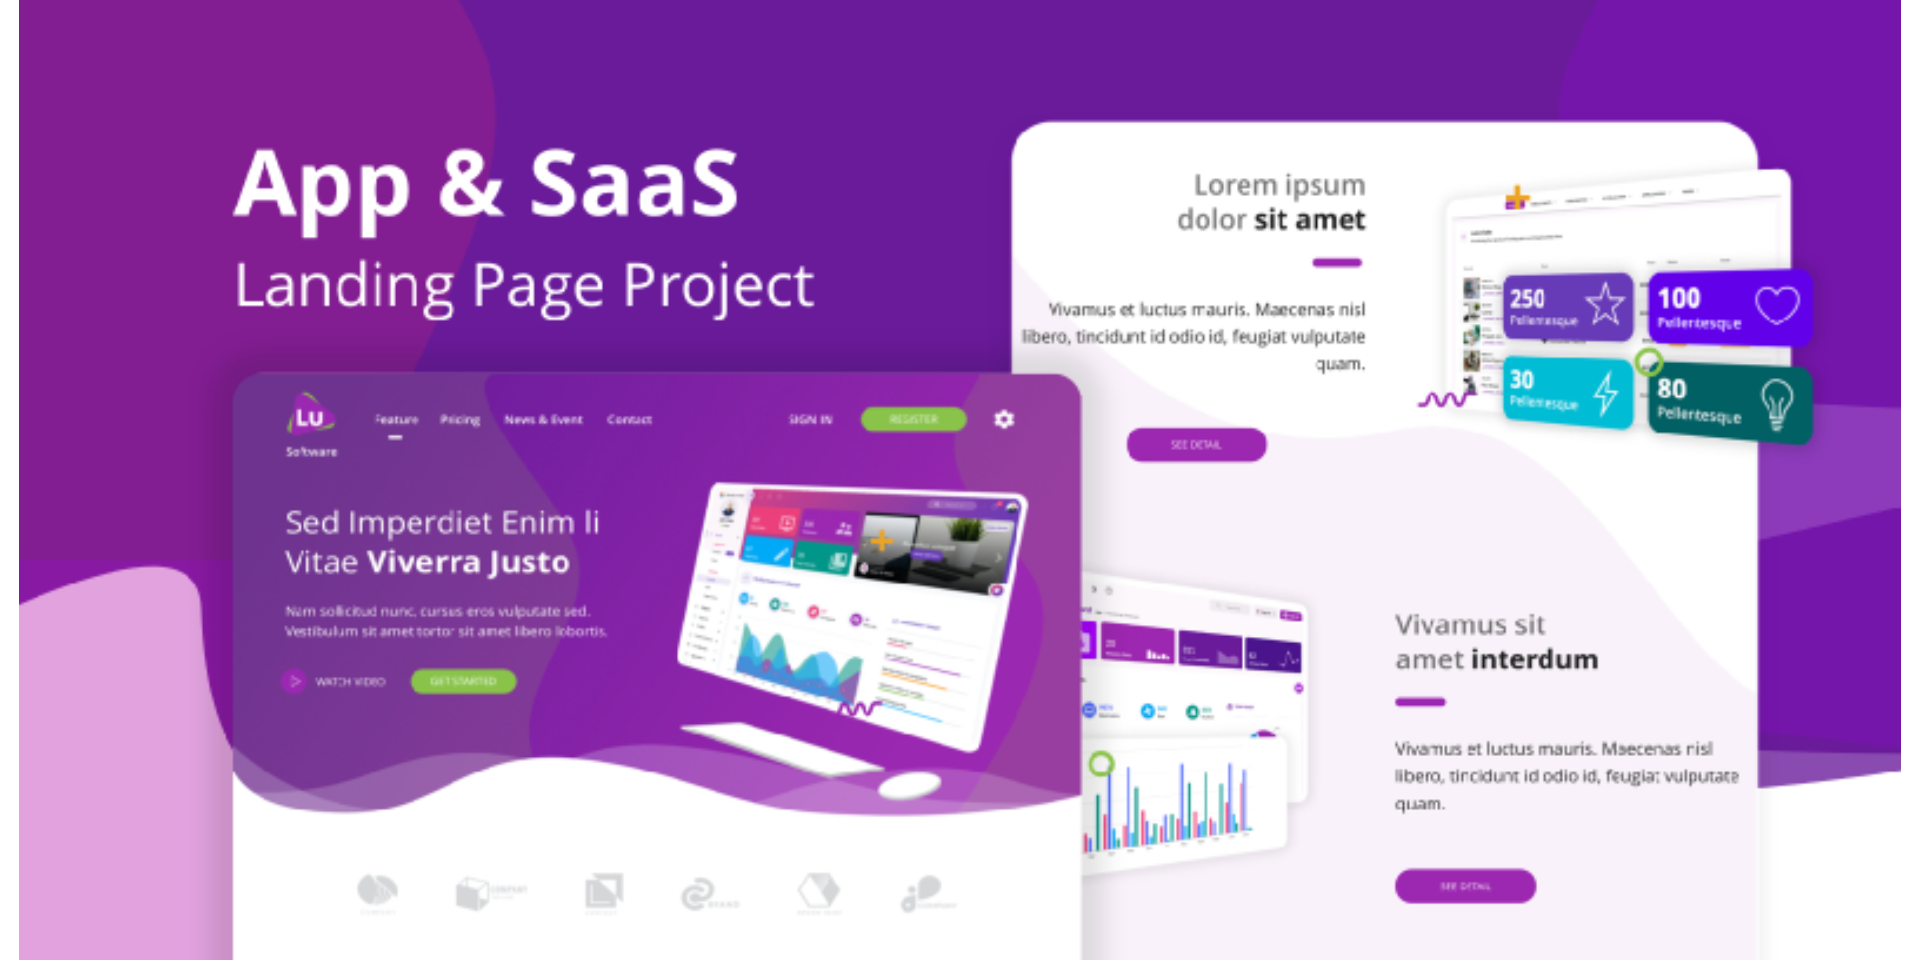 App & SaaS
Landing Page Project
Lu
Software
Feature
Pricing
News & Event
Contact
SIGN IN
REGISTER
Sed Imperdiet Enim li
Vitae Viverra Justo
Nam sollicitud nunc, cursus eros vulputate sed.
Vestibulum sit amet tortor sit amet libero lobortis.
WATCH VIDEO
GET STARTED
COMPANY
BRAND
Lorem ipsum
dolor sit amet
Vivamus et luctus mauris. Maecenas nisl
libero, tincidunt id odio id, feugiat vulputate
quam.
SEE DETAIL
250
Pellentesque
100
Pellentesque
30
Pellentesque
80
Pellentesque
Vivamus sit
amet interdum
Vivamus et luctus mauris. Maecenas nisl
libero, tincidunt id odio id, feugiat vulputate
quam.
SEE DETAIL